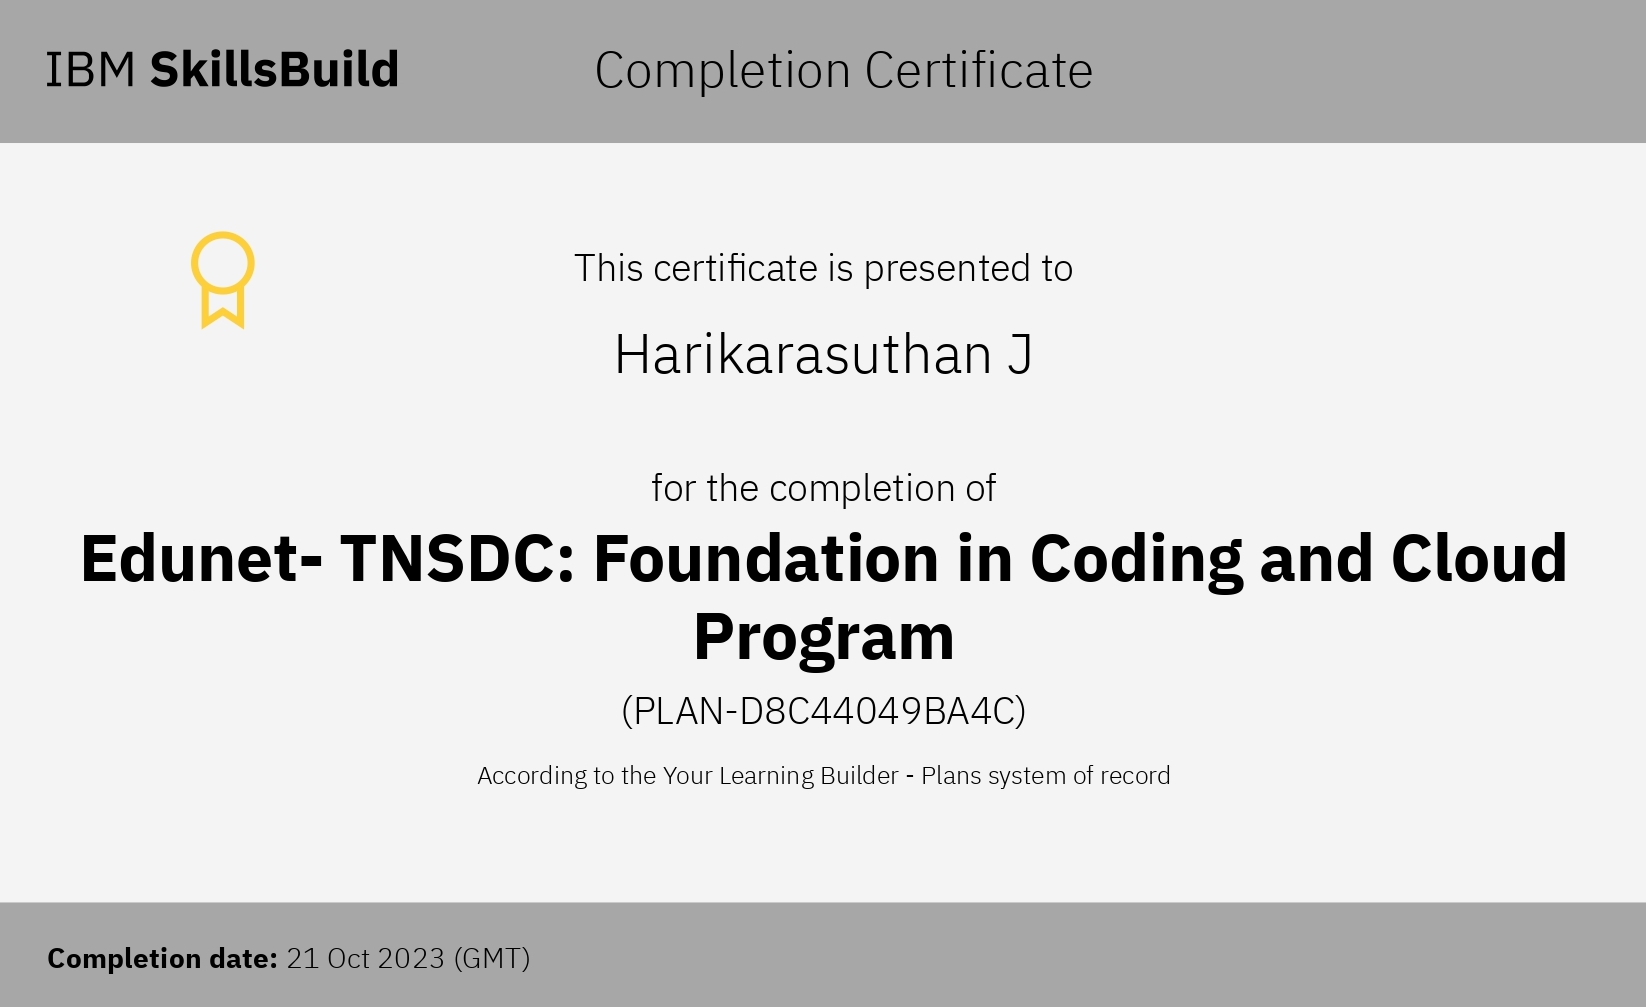 IBM SkillsBuild
Completion Certificate
This certificate is presented to
Harikarasuthan J
for the completion of
Edunet- TNSDC: Foundation in Coding and Cloud
Program
(PLAN-D8C44049BA4C)
According to the Your Learning Builder - Plans system of record
Completion date: 21 Oct 2023 (GMT)